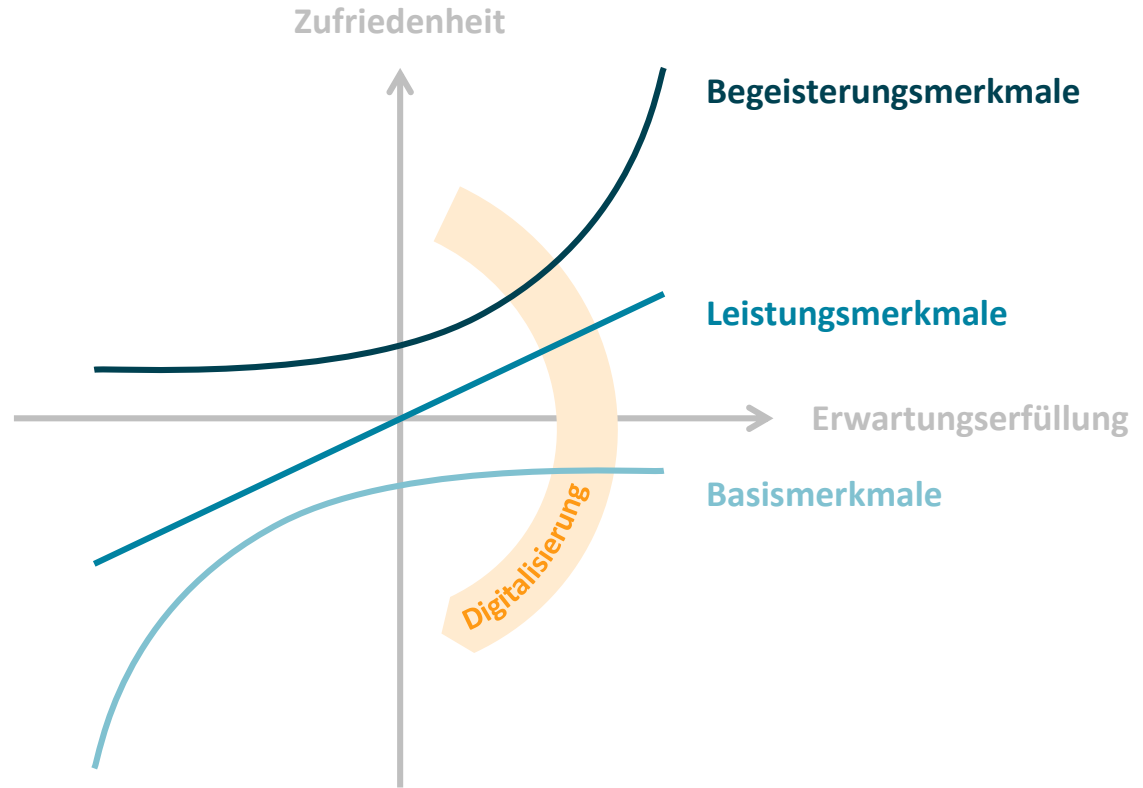 Zufriedenheit
Begeisterungsmerkmale
Leistungsmerkmale
Erwartungserfüllung
Basismerkmale
Digitalisierung